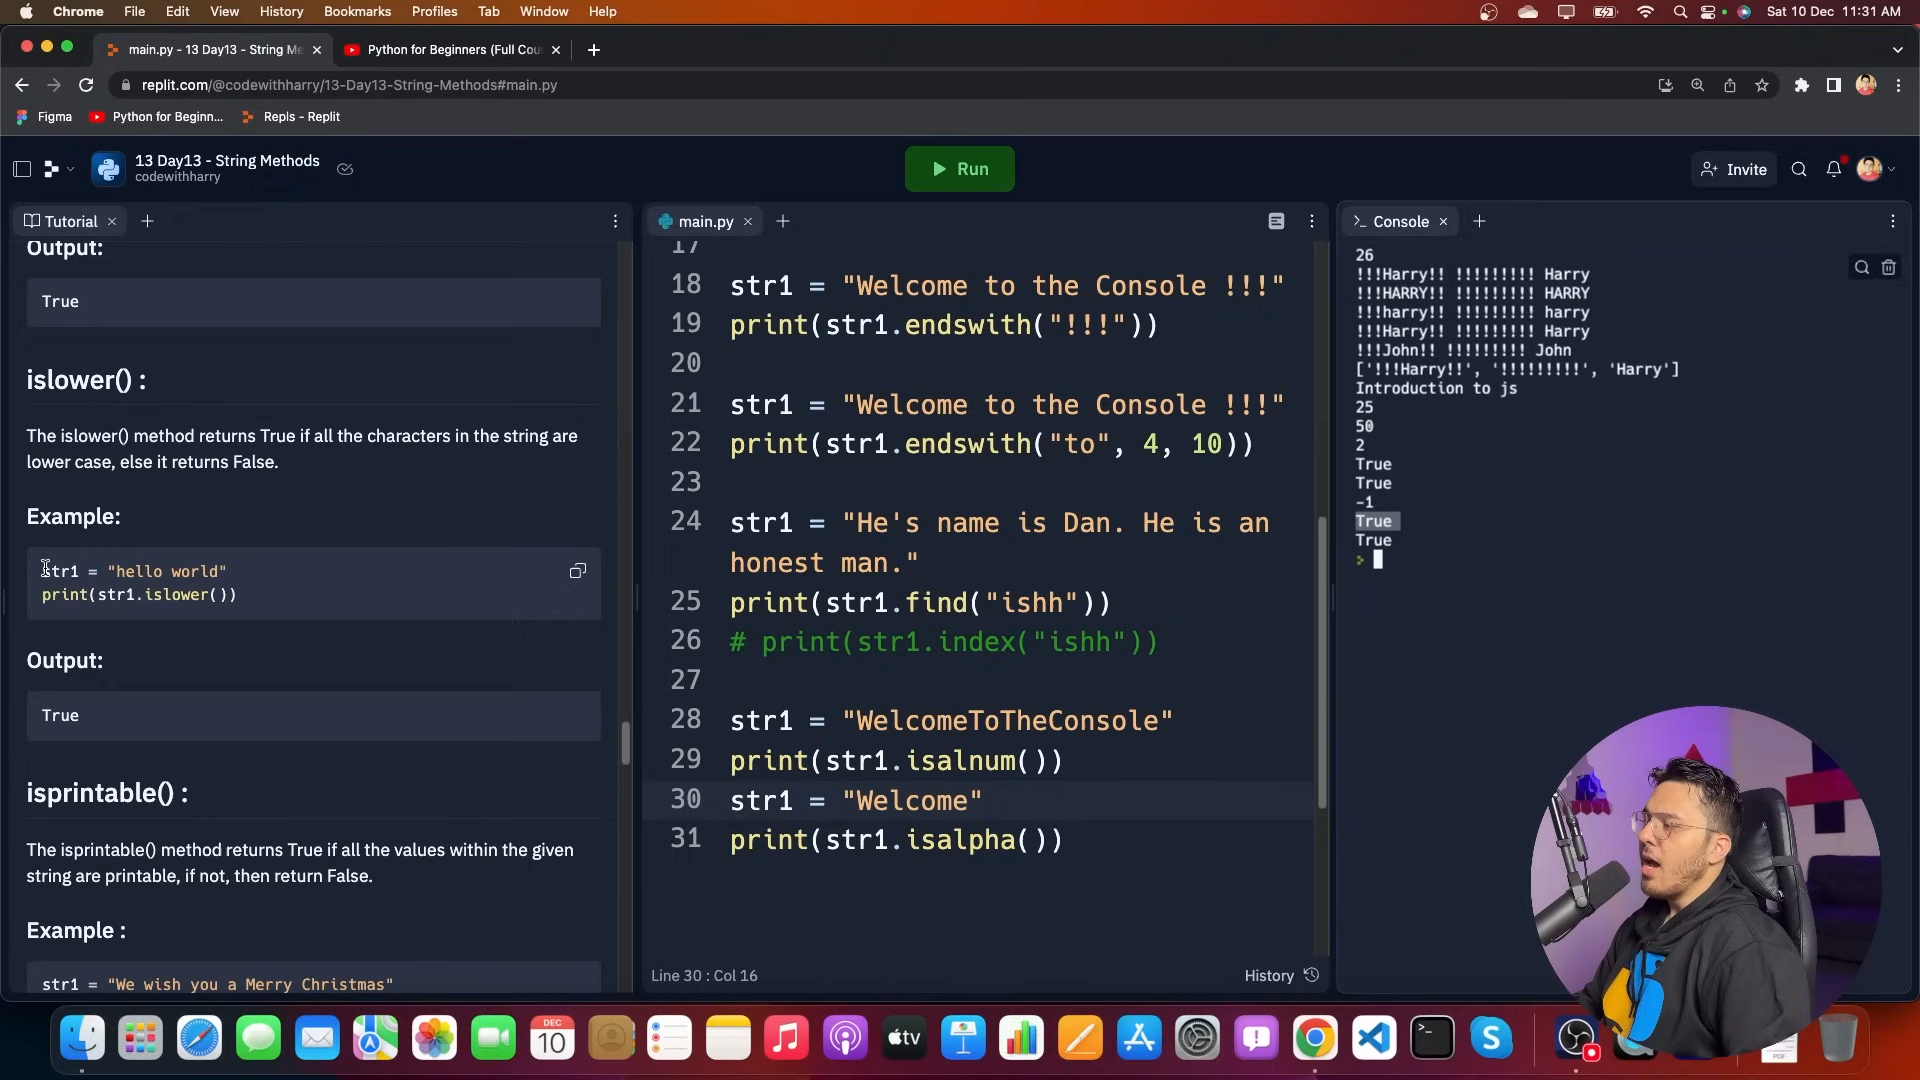 Chrome File Edit View History Bookmarks Profiles Tab Window Help
Sat 10 Dec 11:31 AM
main.py - 13 Day13 - String Me
Python for Beginners (Full Cou
replit.com/@codewithharry/13-Day13-String-Methods#main.py
Figma
Python for Beginn...
Repls - Replit
13 Day13 - String Methods
codewithharry
Run
Invite
Tutorial
Output:
True
islower() :
The islower() method returns True if all the characters in the string are
lower case, else it returns False.
Example:
str1 = "hello world"
print(str1.islower())
Output:
True
isprintable() :
The isprintable() method returns True if all the values within the given
string are printable, if not, then return False.
Example :
str1 = "We wish you a Merry Christmas"
main.py
17
18 str1 = "Welcome to the Console !!!"
19 print(str1.endswith("!!!"))
20
21 str1 = "Welcome to the Console !!!"
22 print(str1.endswith("to", 4, 10))
23
24 str1 = "He's name is Dan. He is an
honest man."
25 print(str1.find("ishh"))
26 # print(str1.index("ishh"))
27
28 str1 = "WelcomeToTheConsole"
29 print(str1.isalnum())
30 str1 = "Welcome"
31 print(str1.isalpha())
Line 30 : Col 16
History
Console
26
!!!Harry!! !!!!!!!!! Harry
!!!HARRY!! !!!!!!!!! HARRY
!!!harry!! !!!!!!!!! harry
!!!Harry!! !!!!!!!!! Harry
!!!John!! !!!!!!!!! John
['!!!Harry!!', '!!!!!!!!!', 'Harry']
Introduction to js
25
50
2
True
True
-1
True
True
>
DEC
10
tv
PDF